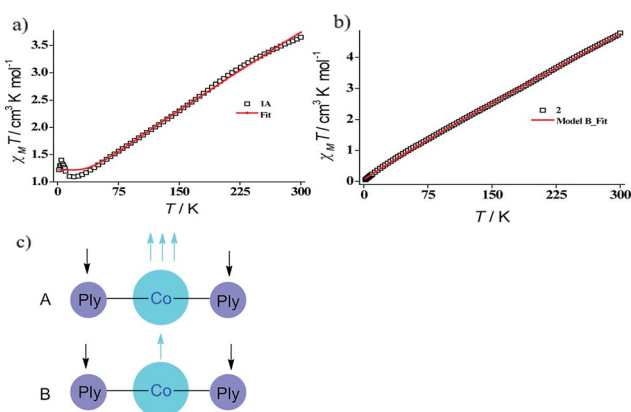 a)
3.5
3.0
2.5
2.0
1.5
1.0
χM T / cm3 K mol-1
1A
Fit
0 75 150 225 300
T / K
b)
4
3
2
1
0
χM T / cm3 K mol-1
2
Model B_Fit
0 75 150 225 300
T / K
c)
A Ply Co Ply
B Ply Co Ply